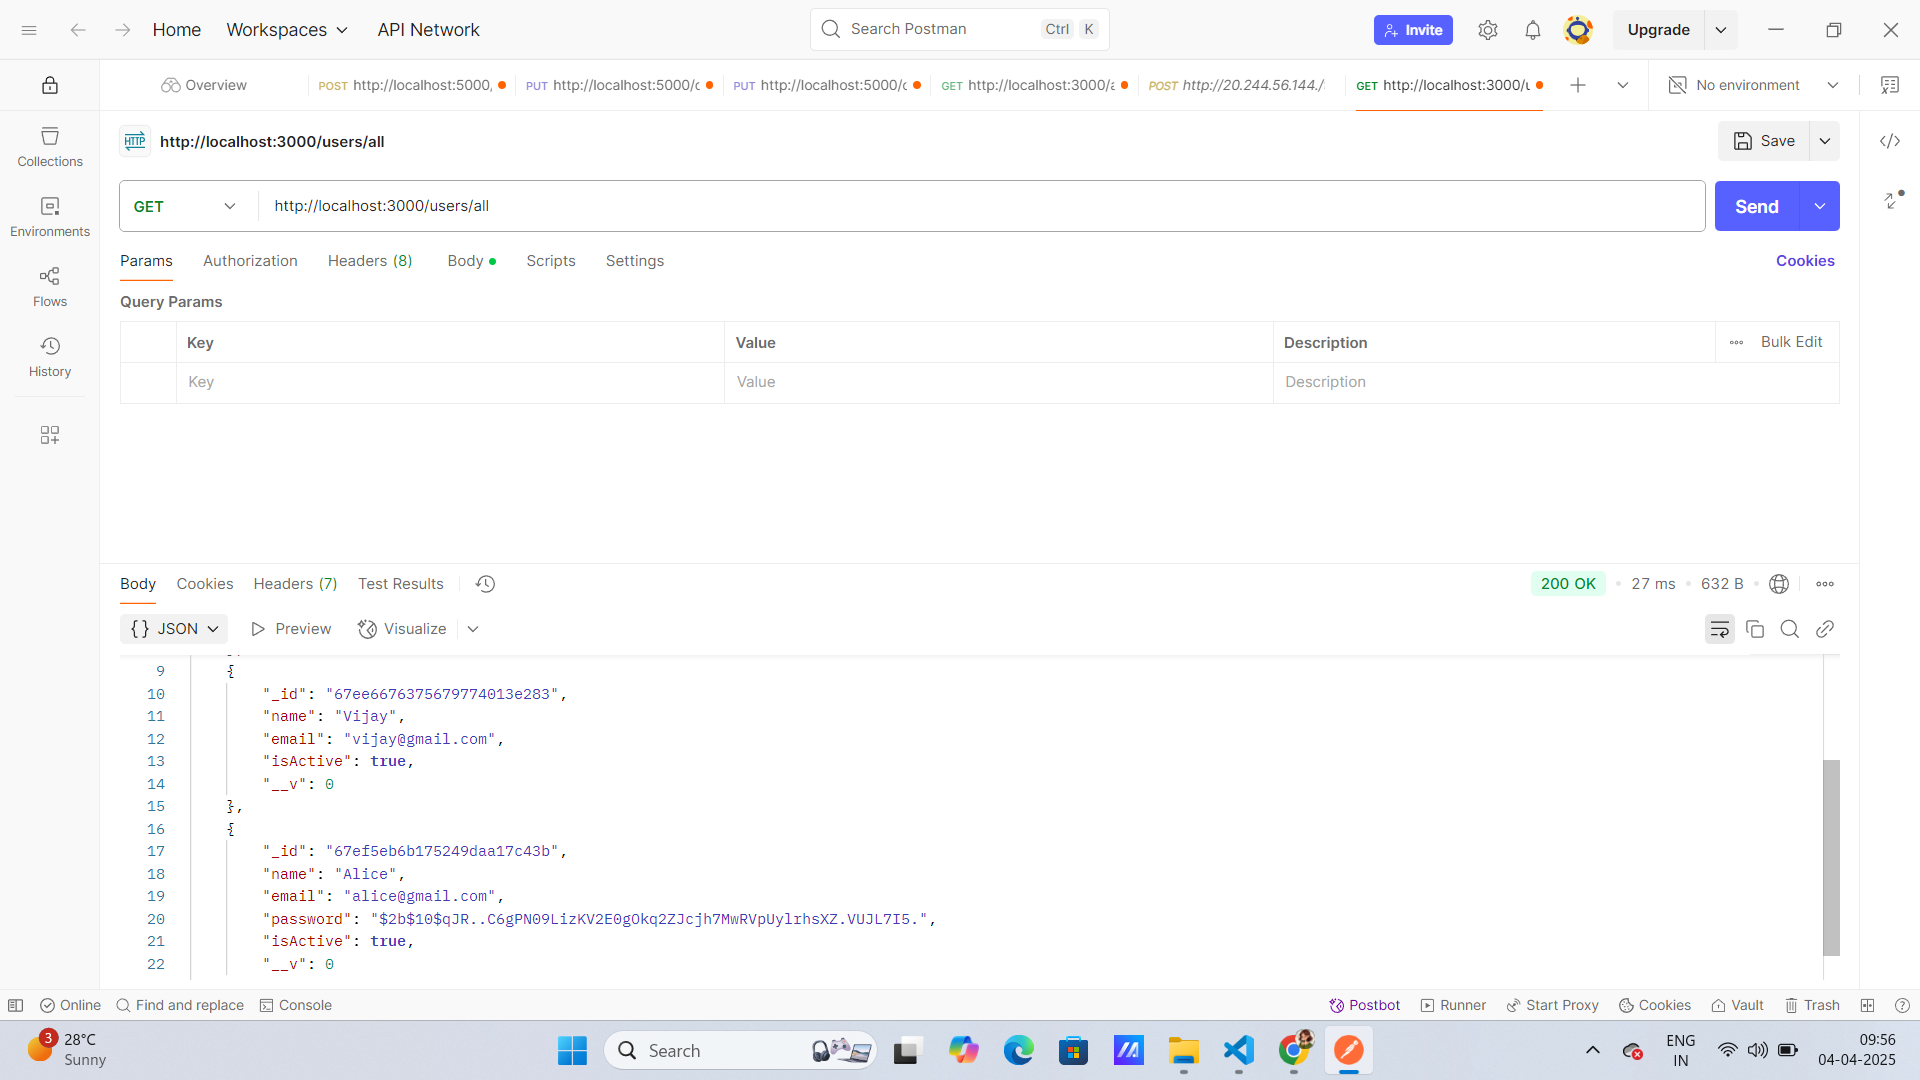 Home
Workspaces
API Network
Search Postman
Ctrl
K
Invite
Upgrade
Overview
POST http://localhost:5000,
PUT http://localhost:5000/c
PUT http://localhost:5000/c
GET http://localhost:3000/a
POST http://20.244.56.144./
GET http://localhost:3000/u
No environment
Collections
Environments
Flows
History
HTTP
http://localhost:3000/users/all
Save
GET
http://localhost:3000/users/all
Send
Params
Authorization
Headers (8)
Body
Scripts
Settings
Cookies
Query Params
Key
Value
Description
Bulk Edit
Key
Value
Description
Body
Cookies
Headers (7)
Test Results
200 OK
27 ms
632 B
{} JSON
Preview
Visualize
9 {
10 "_id": "67ee6676375679774013e283",
11 "name": "Vijay",
12 "email": "vijay@gmail.com",
13 "isActive": true,
14 "__v": 0
15 },
16 {
17 "_id": "67ef5eb6b175249daa17c43b",
18 "name": "Alice",
19 "email": "alice@gmail.com",
20 "password": "$2b$10$qJR..C6gPN09LizKV2E0gOkq2ZJcjh7MwRVpUylrhsXZ.VUJL7I5.",
21 "isActive": true,
22 "__v": 0
Online
Find and replace
Console
Postbot
Runner
Start Proxy
Cookies
Vault
Trash
3
28°C
Sunny
Search
ENG
IN
09:56
04-04-2025